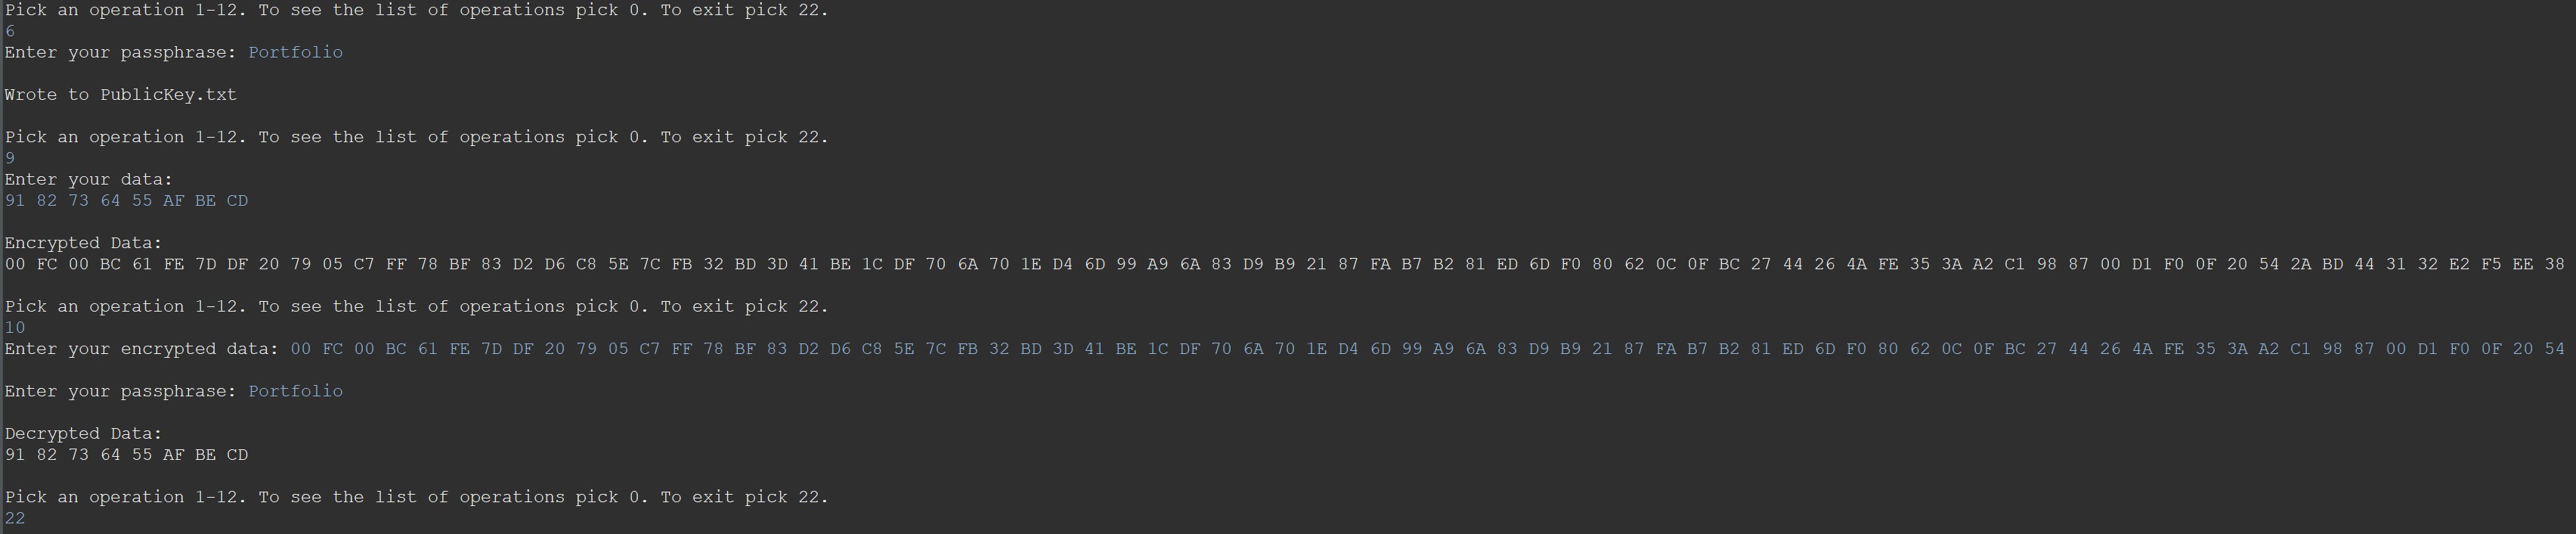 Pick an operation 1-12. To see the list of operations pick 0. To exit pick 22.
6
Enter your passphrase: Portfolio
Wrote to PublicKey.txt
Pick an operation 1-12. To see the list of operations pick 0. To exit pick 22.
9
Enter your data:
91 82 73 64 55 AF BE CD
Encrypted Data:
00 FC 00 BC 61 FE 7D DF 20 79 05 C7 FF 78 BF 83 D2 D6 C8 5E 7C FB 32 BD 3D 41 BE 1C DF 70 6A 70 1E D4 6D 99 A9 6A 83 D9 B9 21 87 FA B7 B2 81 ED 6D F0 80 62 0C 0F BC 27 44 26 4A FE 35 3A A2 C1 98 87 00 D1 F0 0F 20 54 2A BD 44 31 32 E2 F5 EE 38
Pick an operation 1-12. To see the list of operations pick 0. To exit pick 22.
10
Enter your encrypted data: 00 FC 00 BC 61 FE 7D DF 20 79 05 C7 FF 78 BF 83 D2 D6 C8 5E 7C FB 32 BD 3D 41 BE 1C DF 70 6A 70 1E D4 6D 99 A9 6A 83 D9 B9 21 87 FA B7 B2 81 ED 6D F0 80 62 0C 0F BC 27 44 26 4A FE 35 3A A2 C1 98 87 00 D1 F0 0F 20 54
Enter your passphrase: Portfolio
Decrypted Data:
91 82 73 64 55 AF BE CD
Pick an operation 1-12. To see the list of operations pick 0. To exit pick 22.
22